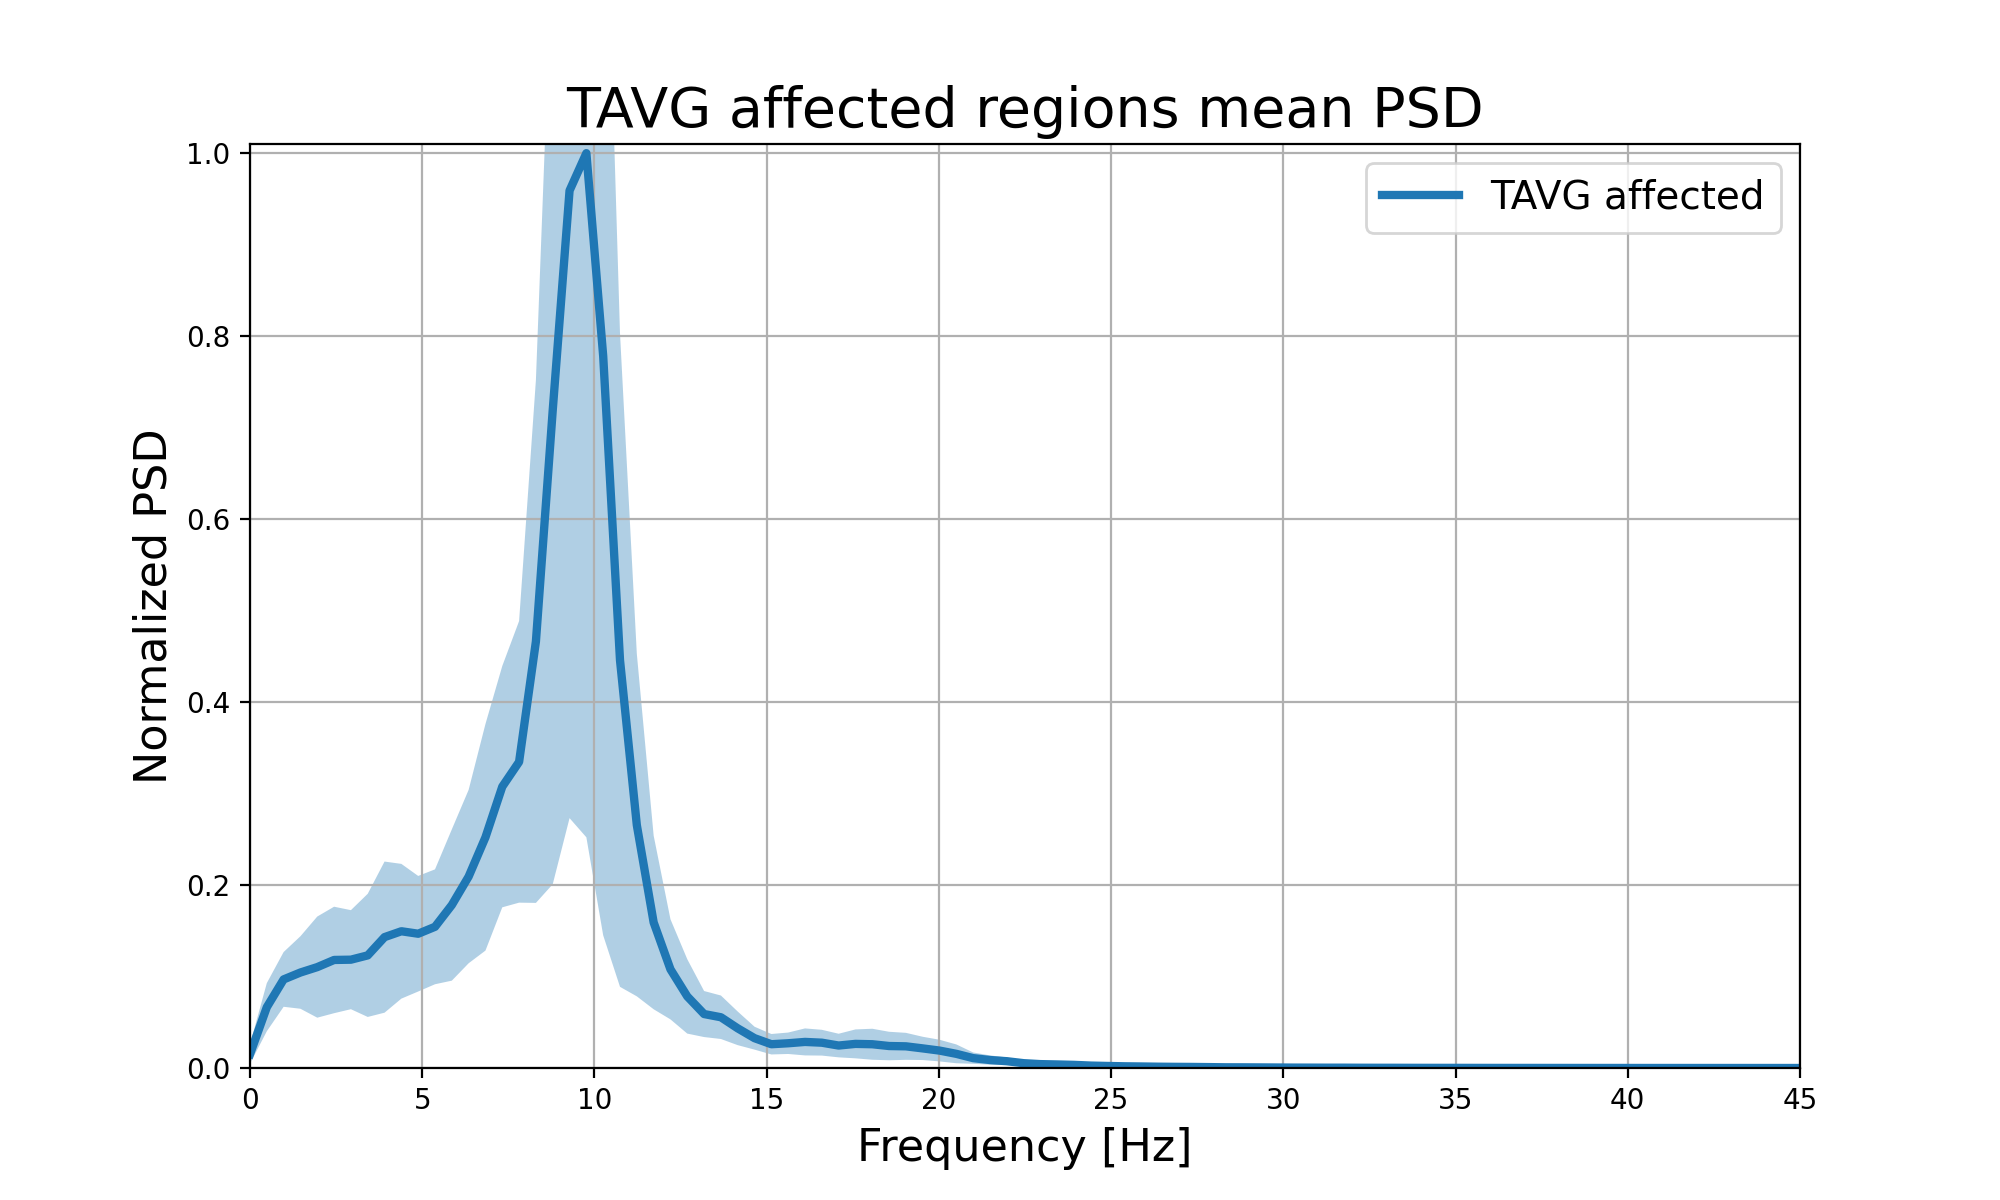 TAVG affected regions mean PSD
TAVG affected
Normalized PSD
1.0
0.8
0.6
0.4
0.2
0.0
0 5 10 15 20 25 30 35 40 45
Frequency [Hz]